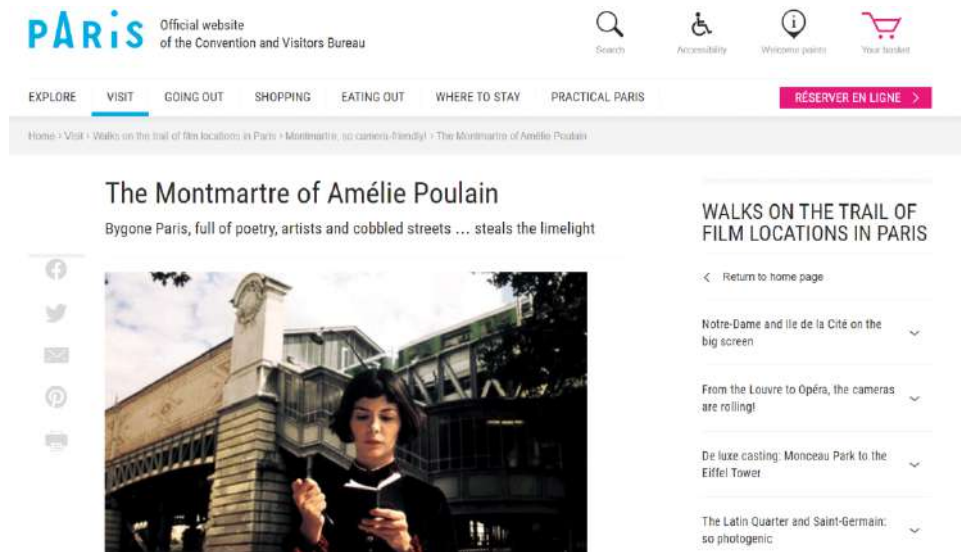 PARIS
Official website
of the Convention and Visitors Bureau
Search
Accessibility
Welcome points
Your basket
EXPLORE
VISIT
GOING OUT
SHOPPING
EATING OUT
WHERE TO STAY
PRACTICAL PARIS
RÉSERVER EN LIGNE >
Home › Visit › Walks on the trail of film locations in Paris › Montmartre, so camera-friendly! › The Montmartre of Amélie Poulain
The Montmartre of Amélie Poulain
Bygone Paris, full of poetry, artists and cobbled streets ... steals the limelight
WALKS ON THE TRAIL OF
FILM LOCATIONS IN PARIS
Return to home page
Notre-Dame and Ile de la Cité on the
big screen
From the Louvre to Opéra, the cameras
are rolling!
De luxe casting: Monceau Park to the
Eiffel Tower
The Latin Quarter and Saint-Germain:
so photogenic